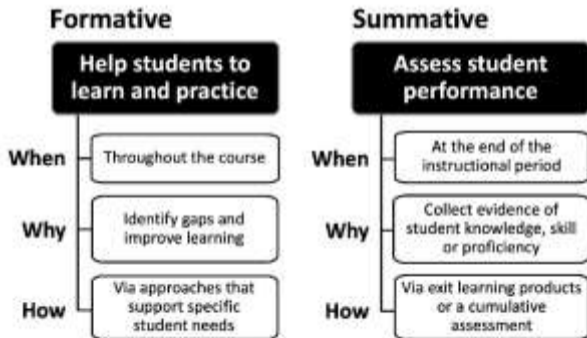 Formative
Help students to
learn and practice
When
Throughout the course
Why
Identify gaps and
improve learning
How
Via approaches that
support specific
student needs
Summative
Assess student
performance
When
At the end of the
instructional period
Why
Collect evidence of
student knowledge, skill
or proficiency
How
Via exit learning products
or a cumulative
assessment